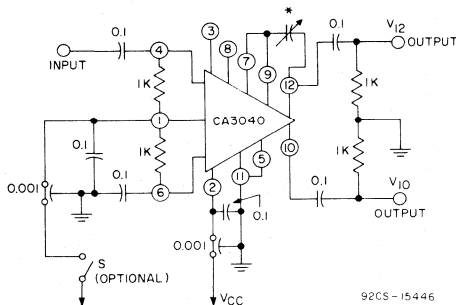 *
0.1
V12
OUTPUT
0.1
4
3
8
7
9
12
INPUT
1K
1K
1
CA3040
0.1
1K
1K
5
10
0.1
0.001
6
2
11
0.1
0.1
V10
OUTPUT
0.001
S
(OPTIONAL)
VCC
92CS-15446